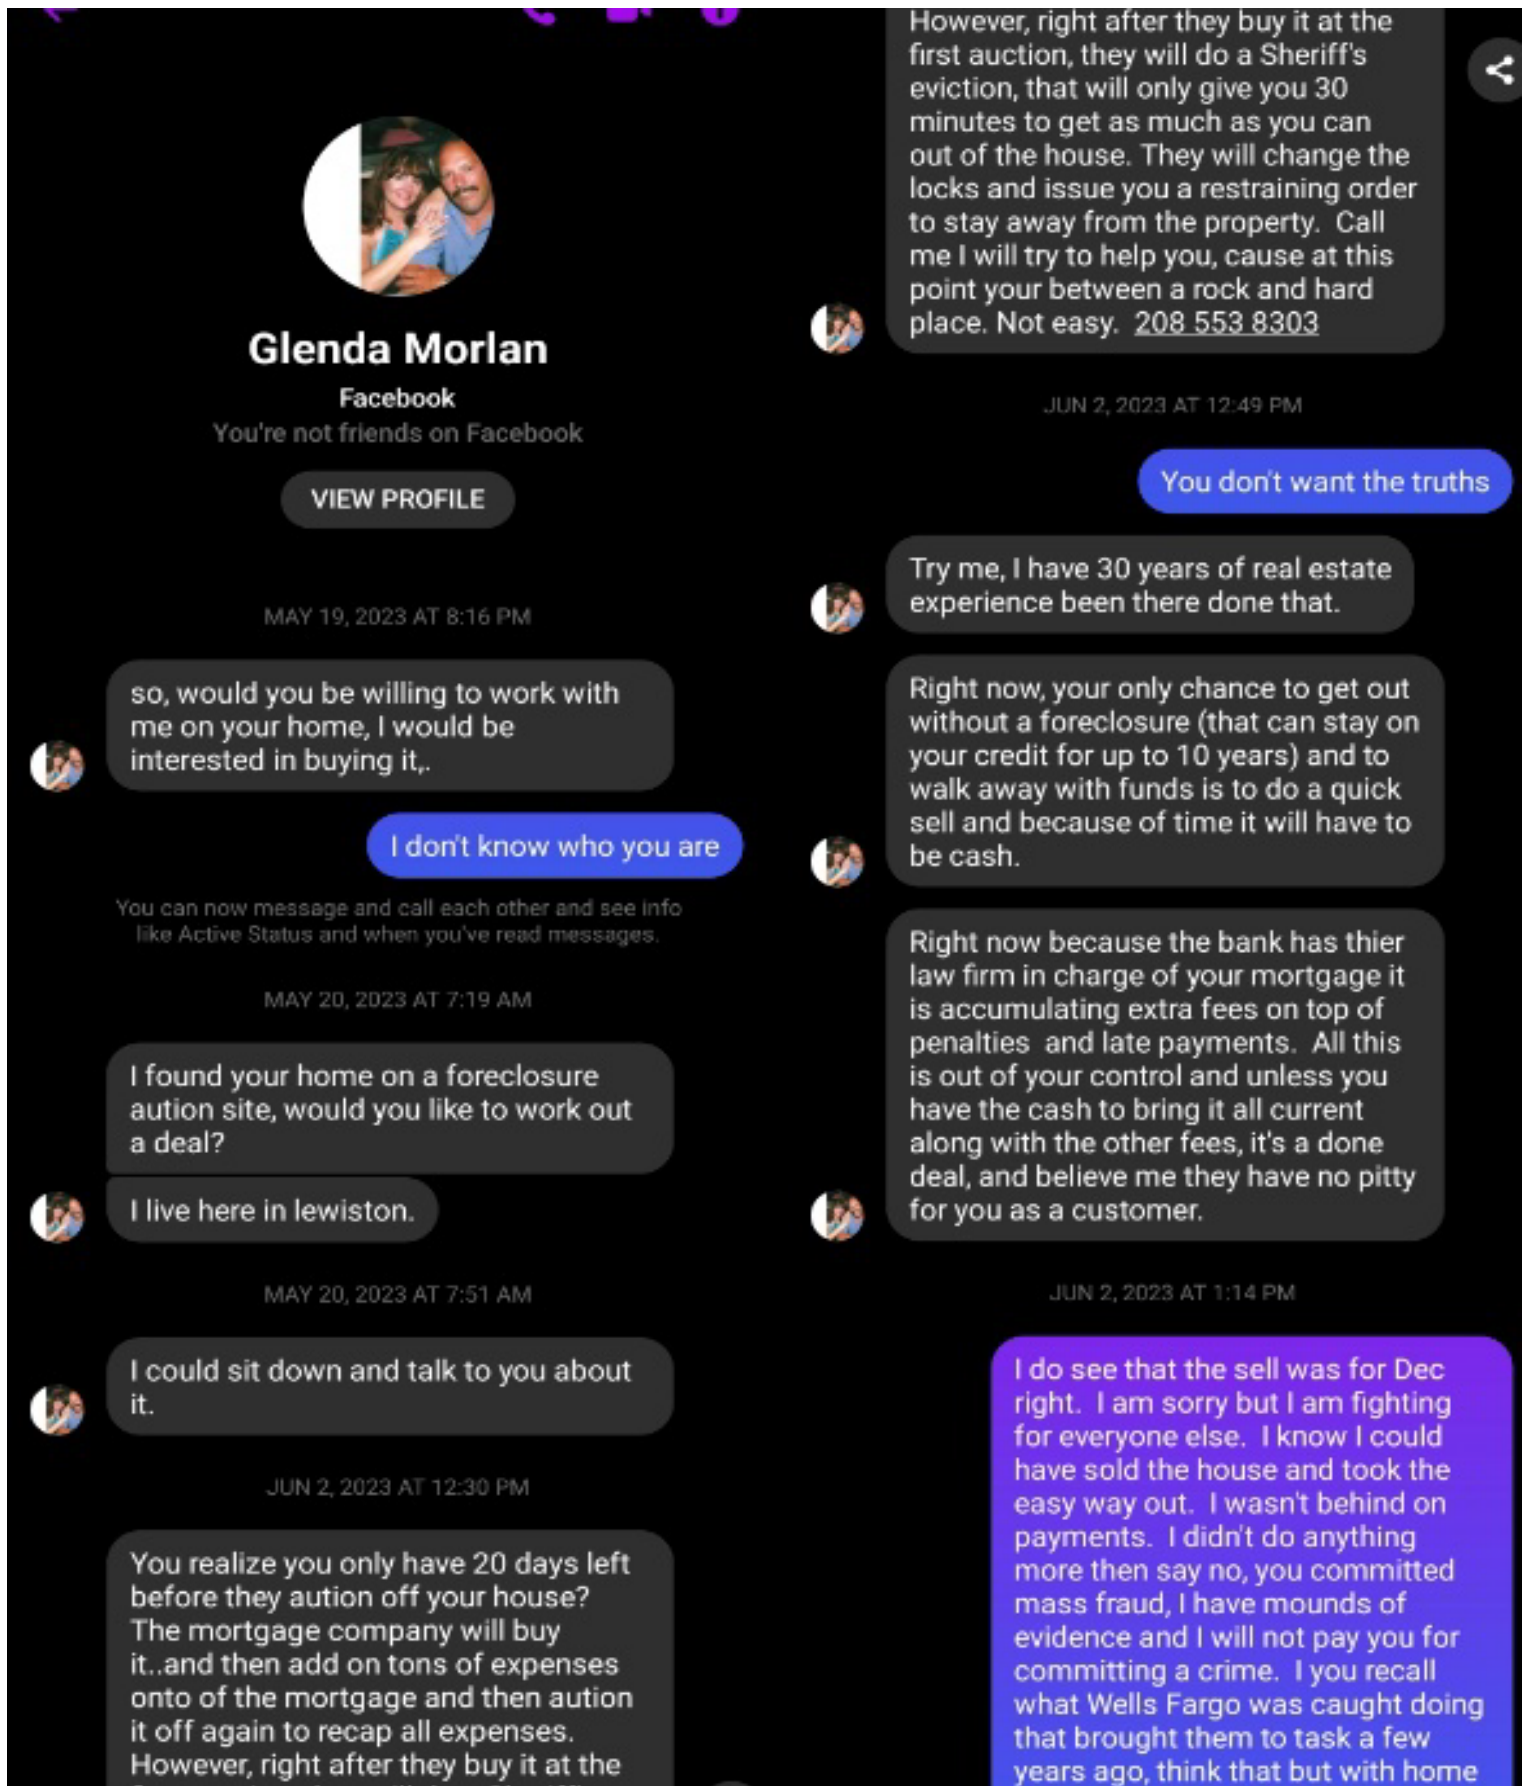 Glenda Morlan
Facebook
You're not friends on Facebook
VIEW PROFILE
MAY 19, 2023 AT 8:16 PM
so, would you be willing to work with
me on your home, I would be
interested in buying it,.
I don't know who you are
You can now message and call each other and see info
like Active Status and when you've read messages.
MAY 20, 2023 AT 7:19 AM
I found your home on a foreclosure
aution site, would you like to work out
a deal?
I live here in lewiston.
MAY 20, 2023 AT 7:51 AM
I could sit down and talk to you about
it.
JUN 2, 2023 AT 12:30 PM
You realize you only have 20 days left
before they aution off your house?
The mortgage company will buy
it..and then add on tons of expenses
onto of the mortgage and then aution
it off again to recap all expenses.
However, right after they buy it at the
However, right after they buy it at the
first auction, they will do a Sheriff's
eviction, that will only give you 30
minutes to get as much as you can
out of the house. They will change the
locks and issue you a restraining order
to stay away from the property.  Call
me I will try to help you, cause at this
point your between a rock and hard
place. Not easy.  208 553 8303
JUN 2, 2023 AT 12:49 PM
You don't want the truths
Try me, I have 30 years of real estate
experience been there done that.
Right now, your only chance to get out
without a foreclosure (that can stay on
your credit for up to 10 years) and to
walk away with funds is to do a quick
sell and because of time it will have to
be cash.
Right now because the bank has thier
law firm in charge of your mortgage it
is accumulating extra fees on top of
penalties  and late payments.  All this
is out of your control and unless you
have the cash to bring it all current
along with the other fees, it's a done
deal, and believe me they have no pitty
for you as a customer.
JUN 2, 2023 AT 1:14 PM
I do see that the sell was for Dec
right.  I am sorry but I am fighting
for everyone else.  I know I could
have sold the house and took the
easy way out.  I wasn't behind on
payments.  I didn't do anything
more then say no, you committed
mass fraud, I have mounds of
evidence and I will not pay you for
committing a crime.  I you recall
what Wells Fargo was caught doing
that brought them to task a few
years ago, think that but with home